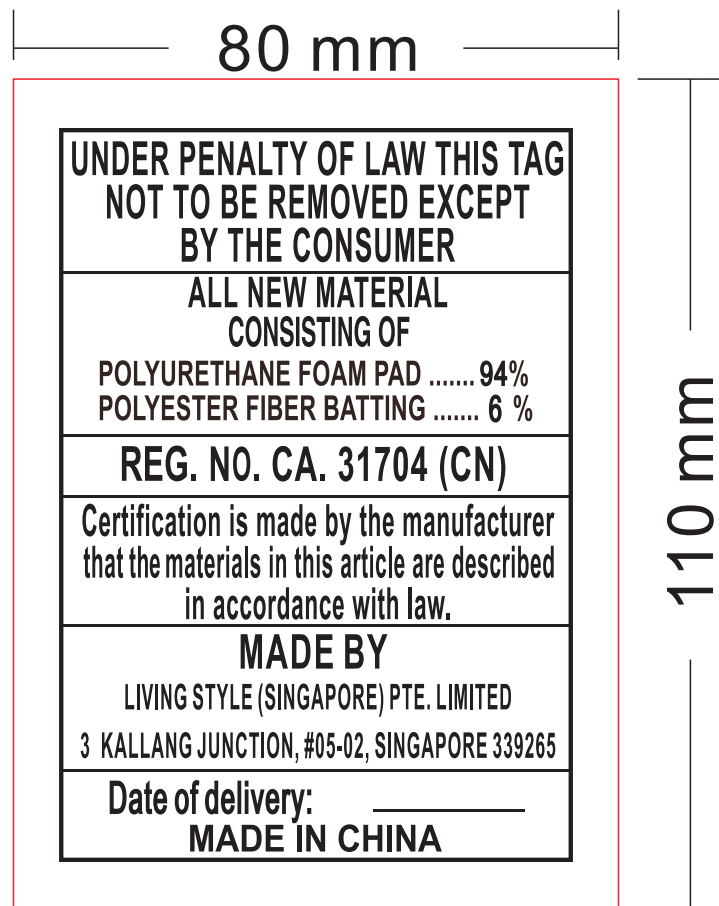 80 mm
UNDER PENALTY OF LAW THIS TAG
NOT TO BE REMOVED EXCEPT
BY THE CONSUMER
ALL NEW MATERIAL
CONSISTING OF
POLYURETHANE FOAM PAD ....... 94%
POLYESTER FIBER BATTING ....... 6 %
REG. NO. CA. 31704 (CN)
Certification is made by the manufacturer
that the materials in this article are described
in accordance with law.
MADE BY
LIVING STYLE (SINGAPORE) PTE. LIMITED
3 KALLANG JUNCTION, #05-02, SINGAPORE 339265
Date of delivery: ___________
MADE IN CHINA
110 mm